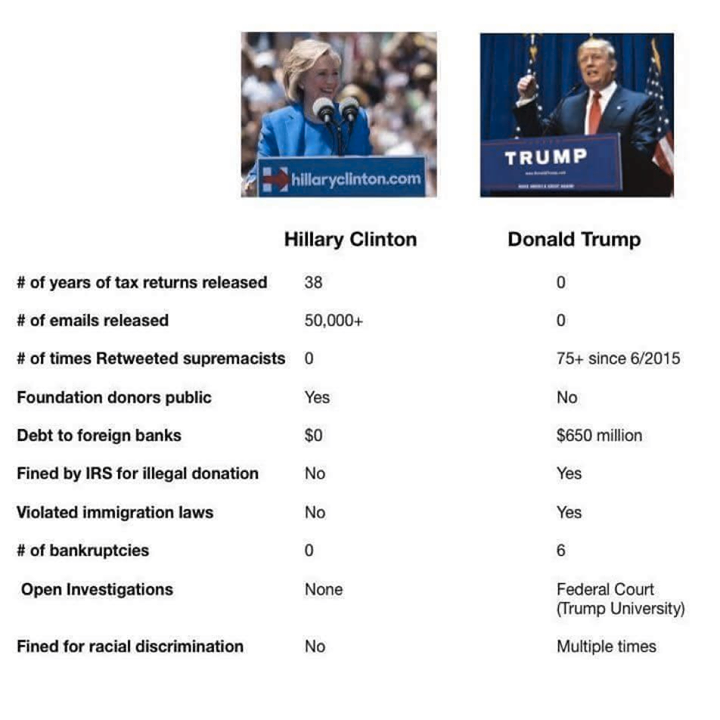 hillaryclinton.com
TRUMP
Hillary Clinton Donald Trump
# of years of tax returns released 38 0
# of emails released 50,000+ 0
# of times Retweeted supremacists 0 75+ since 6/2015
Foundation donors public Yes No
Debt to foreign banks $0 $650 million
Fined by IRS for illegal donation No Yes
Violated immigration laws No Yes
# of bankruptcies 0 6
Open Investigations None Federal Court
(Trump University)
Fined for racial discrimination No Multiple times